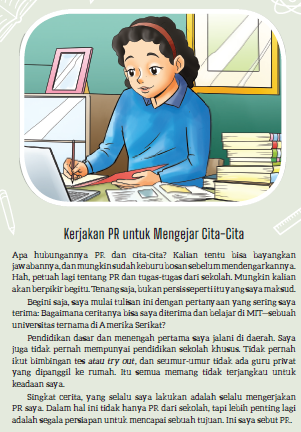 Kerjakan PR untuk Mengejar Cita-Cita
Apa hubungannya PR dan cita-cita? Kalian tentu bisa bayangkan
jawabannya, dan mungkin sudah keburu bosan sebelum mendengarkannya.
Hah, petuah lagi tentang PR dan tugas-tugas dari sekolah. Mungkin kalian
akan berpikir begitu. Tenang saja, bukan persis seperti itu yang saya maksud.
Begini saja, saya mulai tulisan ini dengan pertanyaan yang sering saya
terima: Bagaimana ceritanya bisa saya diterima dan belajar di MIT—sebuah
universitas ternama di Amerika Serikat?
Pendidikan dasar dan menengah pertama saya jalani di daerah. Saya
juga tidak pernah mempunyai pendidikan sekolah khusus. Tidak pernah
ikut bimbingan tes atau try out, dan seumur-umur tidak ada guru privat
yang dipanggil ke rumah. Itu semua memang tidak terjangkau untuk
keadaan saya.
Singkat cerita, yang selalu saya lakukan adalah selalu mengerjakan
PR saya. Dalam hal ini tidak hanya PR dari sekolah, tapi lebih penting lagi
adalah segala persiapan untuk mencapai sebuah tujuan. Ini saya sebut PR.